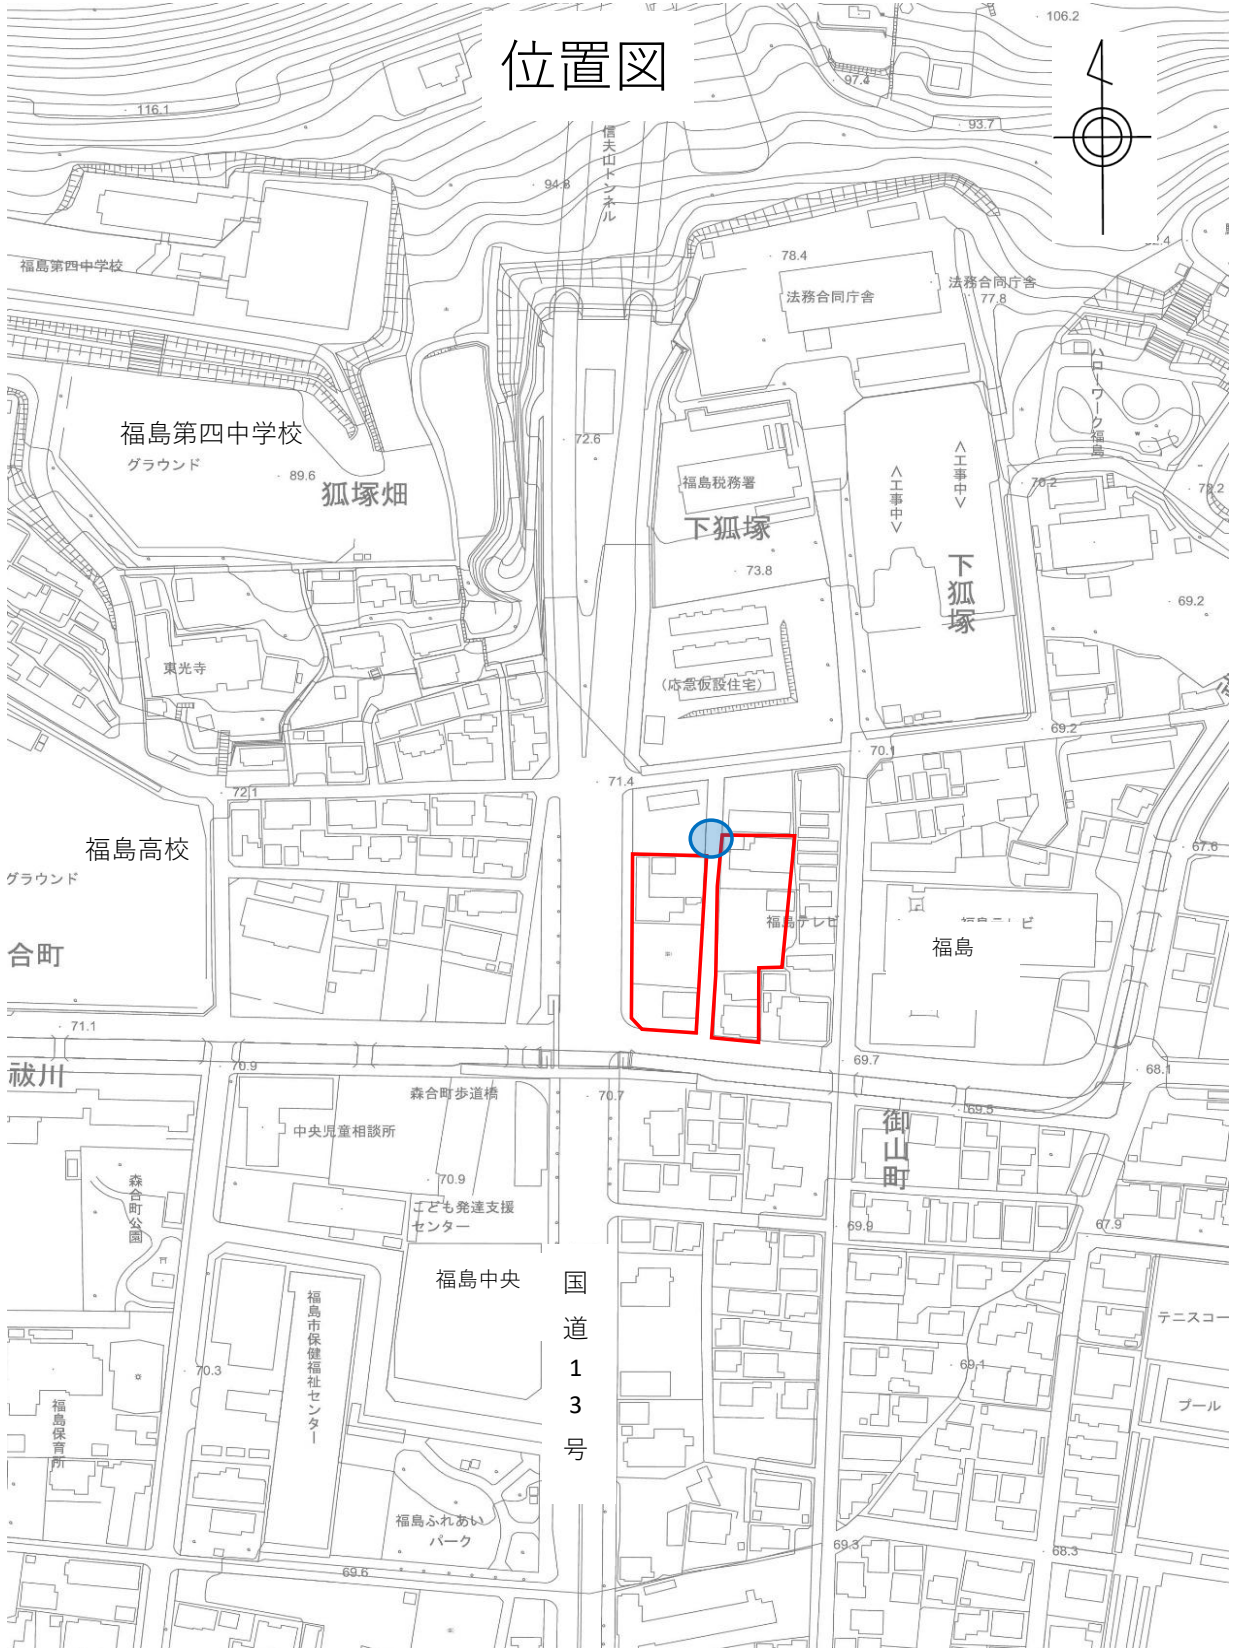 位置図
106.2
97.4
116.1
93.7
信夫山トンネル
94.8
福島第四中学校
78.4
法務合同庁舎
法務合同庁舎
77.8
ハローワーク福島
福島第四中学校
グラウンド
72.6
89.6
狐塚畑
福島税務署
<工事中>
<工事中>
70.2
72.2
下狐塚
下狐塚
73.8
69.2
東光寺
(応急仮設住宅)
69.2
70.1
71.4
72.1
福島高校
グラウンド
67.6
福島テレビ
福島テレビ
福島
合町
71.1
祓川
70.9
69.7
68.1
森合町歩道橋
70.7
69.5
中央児童相談所
御山町
70.9
森合町公園
こども発達支援
センター
69.9
67.9
福島中央
国道13号
福島市保健福祉センター
テニスコー
70.3
69.1
プール
福島保育所
福島ふれあい
パーク
69.3
68.3
69.6